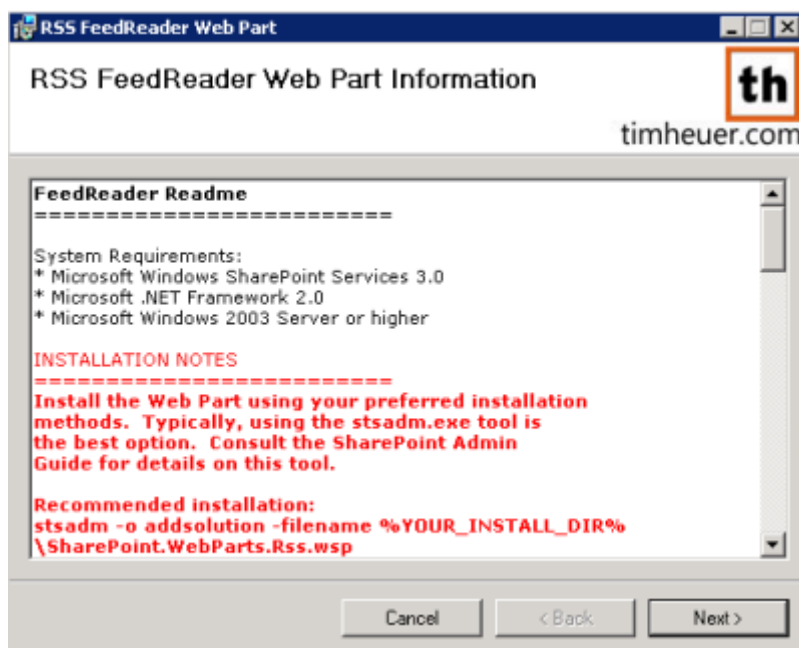 RSS FeedReader Web Part
RSS FeedReader Web Part Information
th
timheuer.com
FeedReader Readme
=========================
System Requirements:
* Microsoft Windows SharePoint Services 3.0
* Microsoft .NET Framework 2.0
* Microsoft Windows 2003 Server or higher
INSTALLATION NOTES
=========================
Install the Web Part using your preferred installation
methods.  Typically, using the stsadm.exe tool is
the best option.  Consult the SharePoint Admin
Guide for details on this tool.
Recommended installation:
stsadm -o addsolution -filename %YOUR_INSTALL_DIR%
\SharePoint.WebParts.Rss.wsp
Cancel
< Back
Next >